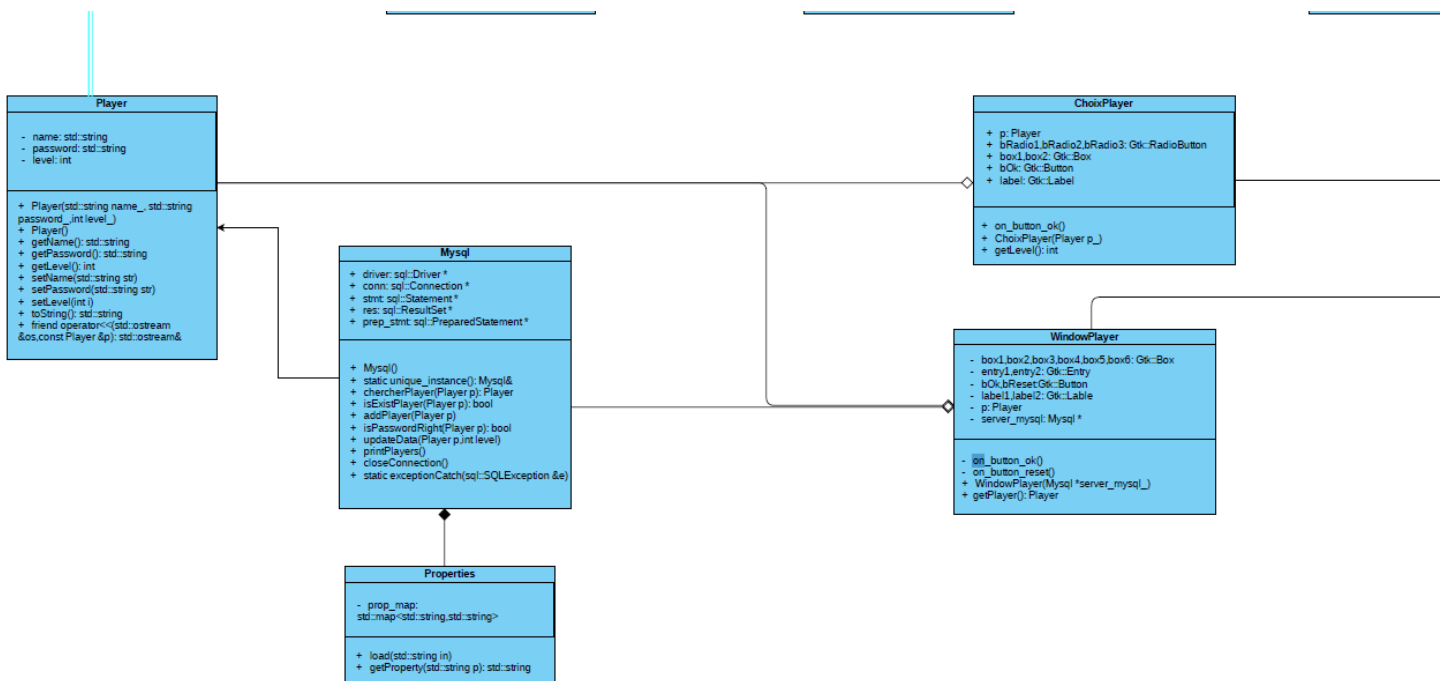 Player
- name: std::string
- password: std::string
- level: int
+ Player(std::string name_, std::string
password_,int level_)
+ Player()
+ getName(): std::string
+ getPassword(): std::string
+ getLevel(): int
+ setName(std::string str)
+ setPassword(std::string str)
+ setLevel(int i)
+ toString(): std::string
+ friend operator<<(std::ostream
&os,const Player &p): std::ostream&
Mysql
+ driver: sql::Driver *
+ conn: sql::Connection *
+ stmt: sql::Statement *
+ res: sql::ResultSet *
+ prep_stmt: sql::PreparedStatement *
+ Mysql()
+ static unique_instance(): Mysql&
+ chercherPlayer(Player p): Player
+ isExistPlayer(Player p): bool
+ addPlayer(Player p)
+ isPasswordRight(Player p): bool
+ updateData(Player p,int level)
+ printPlayers()
+ closeConnection()
+ static exceptionCatch(sql::SQLException &e)
Properties
- prop_map:
std::map<std::string,std::string>
+ load(std::string in)
+ getProperty(std::string p): std::string
ChoixPlayer
+ p: Player
+ bRadio1,bRadio2,bRadio3: Gtk::RadioButton
+ box1,box2: Gtk::Box
+ bOk: Gtk::Button
+ label: Gtk::Label
+ on_button_ok()
+ ChoixPlayer(Player p_)
+ getLevel(): int
WindowPlayer
- box1,box2,box3,box4,box5,box6: Gtk::Box
- entry1,entry2: Gtk::Entry
- bOk,bReset:Gtk::Button
- label1,label2: Gtk::Lable
- p: Player
- server_mysql: Mysql *
- on_button_ok()
- on_button_reset()
+ WindowPlayer(Mysql *server_mysql_)
+ getPlayer(): Player